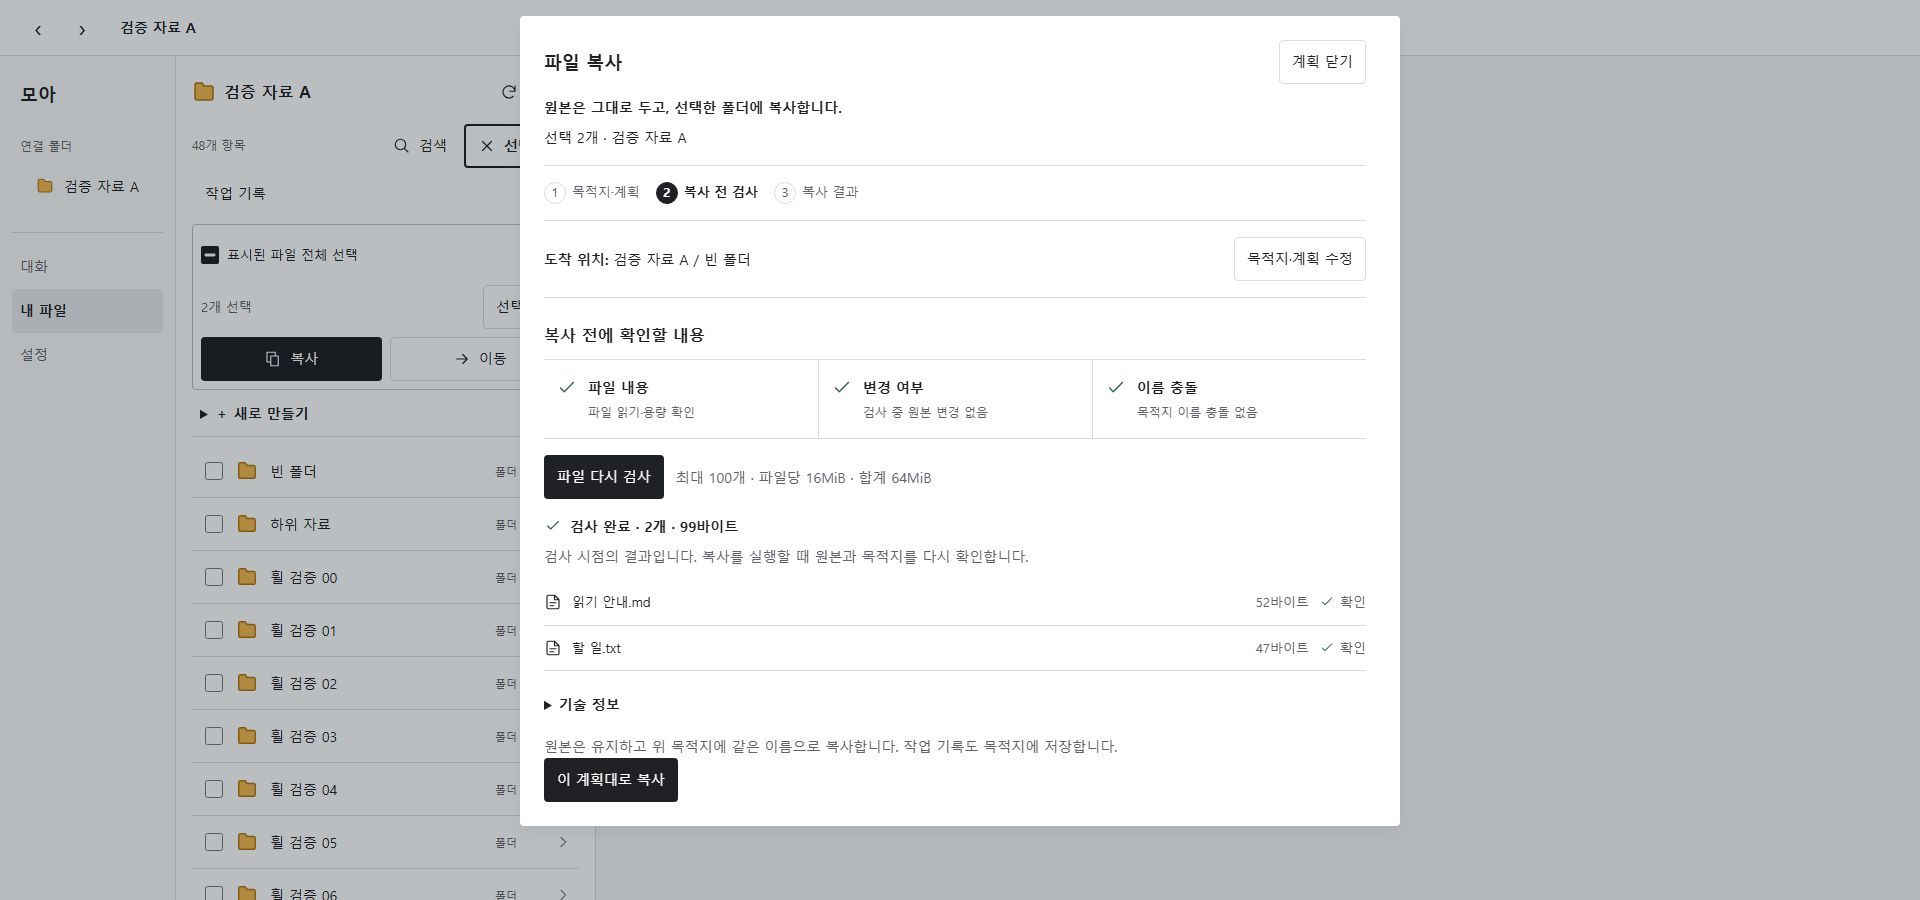 검증 자료 A
모아
연결 폴더
검증 자료 A
대화
내 파일
설정
검증 자료 A
48개 항목
검색
작업 기록
표시된 파일 전체 선택
2개 선택
선택
복사
이동
+ 새로 만들기
빈 폴더 폴더
하위 자료 폴더
휠 검증 00 폴더
휠 검증 01 폴더
휠 검증 02 폴더
휠 검증 03 폴더
휠 검증 04 폴더
휠 검증 05 폴더
휠 검증 06 폴더
파일 복사
계획 닫기
원본은 그대로 두고, 선택한 폴더에 복사합니다.
선택 2개 · 검증 자료 A
1 목적지·계획 2 복사 전 검사 3 복사 결과
도착 위치: 검증 자료 A / 빈 폴더
목적지·계획 수정
복사 전에 확인할 내용
파일 내용
파일 읽기·용량 확인
변경 여부
검사 중 원본 변경 없음
이름 충돌
목적지 이름 충돌 없음
파일 다시 검사
최대 100개 · 파일당 16MiB · 합계 64MiB
검사 완료 · 2개 · 99바이트
검사 시점의 결과입니다. 복사를 실행할 때 원본과 목적지를 다시 확인합니다.
읽기 안내.md 52바이트 확인
할 일.txt 47바이트 확인
기술 정보
원본은 유지하고 위 목적지에 같은 이름으로 복사합니다. 작업 기록도 목적지에 저장합니다.
이 계획대로 복사